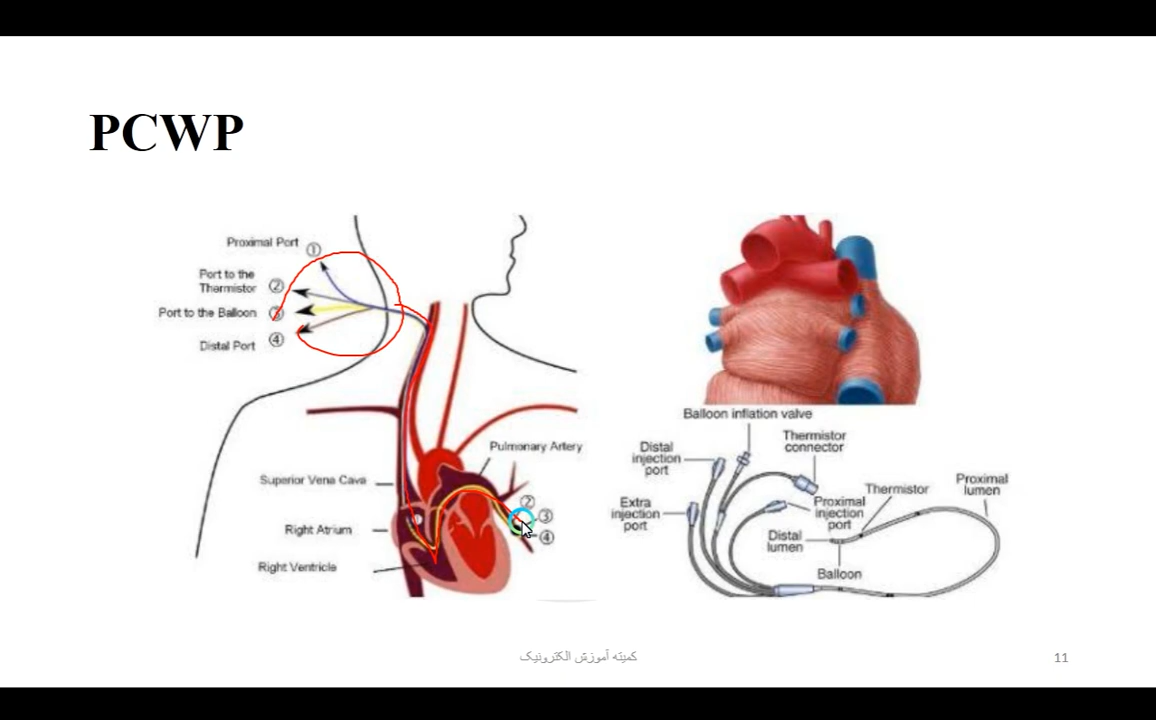 PCWP
Proximal Port ①
Port to the
Thermistor ②
Port to the Balloon ③
Distal Port ④
Pulmonary Artery
Superior Vena Cava
Right Atrium
Right Ventricle
①
②
③
④
Balloon inflation valve
Distal
injection
port
Thermistor
connector
Extra
injection
port
Proximal
injection
port
Thermistor
Proximal
lumen
Distal
lumen
Balloon
کمیته آموزش الکترونیک
11